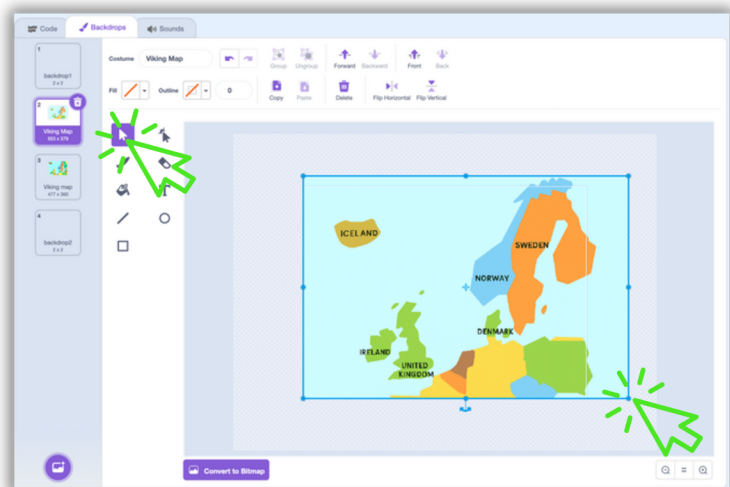 Code
Backdrops
Sounds
1
backdrop1
2 x 2
2
Viking Map
3
Viking map
477 x 360
4
backdrop2
2 x 2
Costume
Viking Map
Group
Ungroup
Forward
Backward
Front
Back
Fill
Outline
0
Copy
Paste
Delete
Flip Horizontal
Flip Vertical
T
ICELAND
SWEDEN
NORWAY
DENMARK
IRELAND
UNITED
KINGDOM
Convert to Bitmap